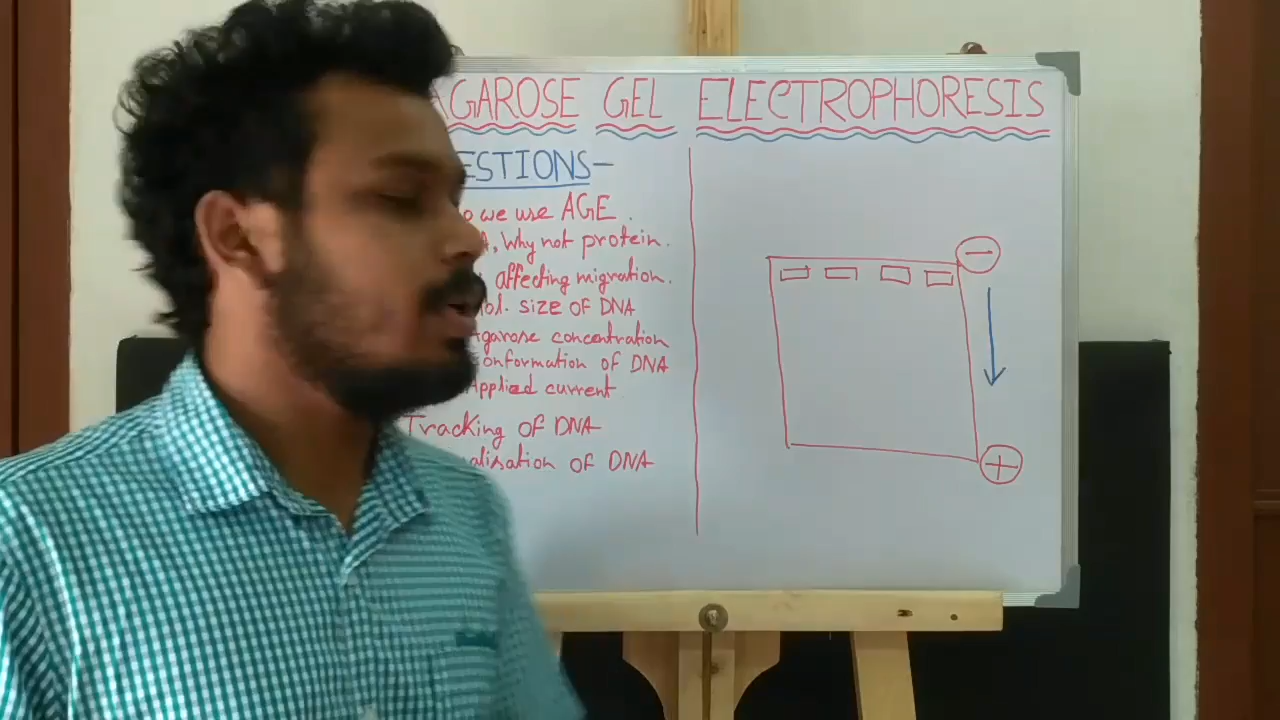 AGAROSE GEL ELECTROPHORESIS
ESTIONS-
we use AGE.
, Why not protein.
affecting migration.
ol. size OF DNA
garose concentration
onformation OF DNA
Applied current
Tracking OF DNA
alisation OF DNA
−
+